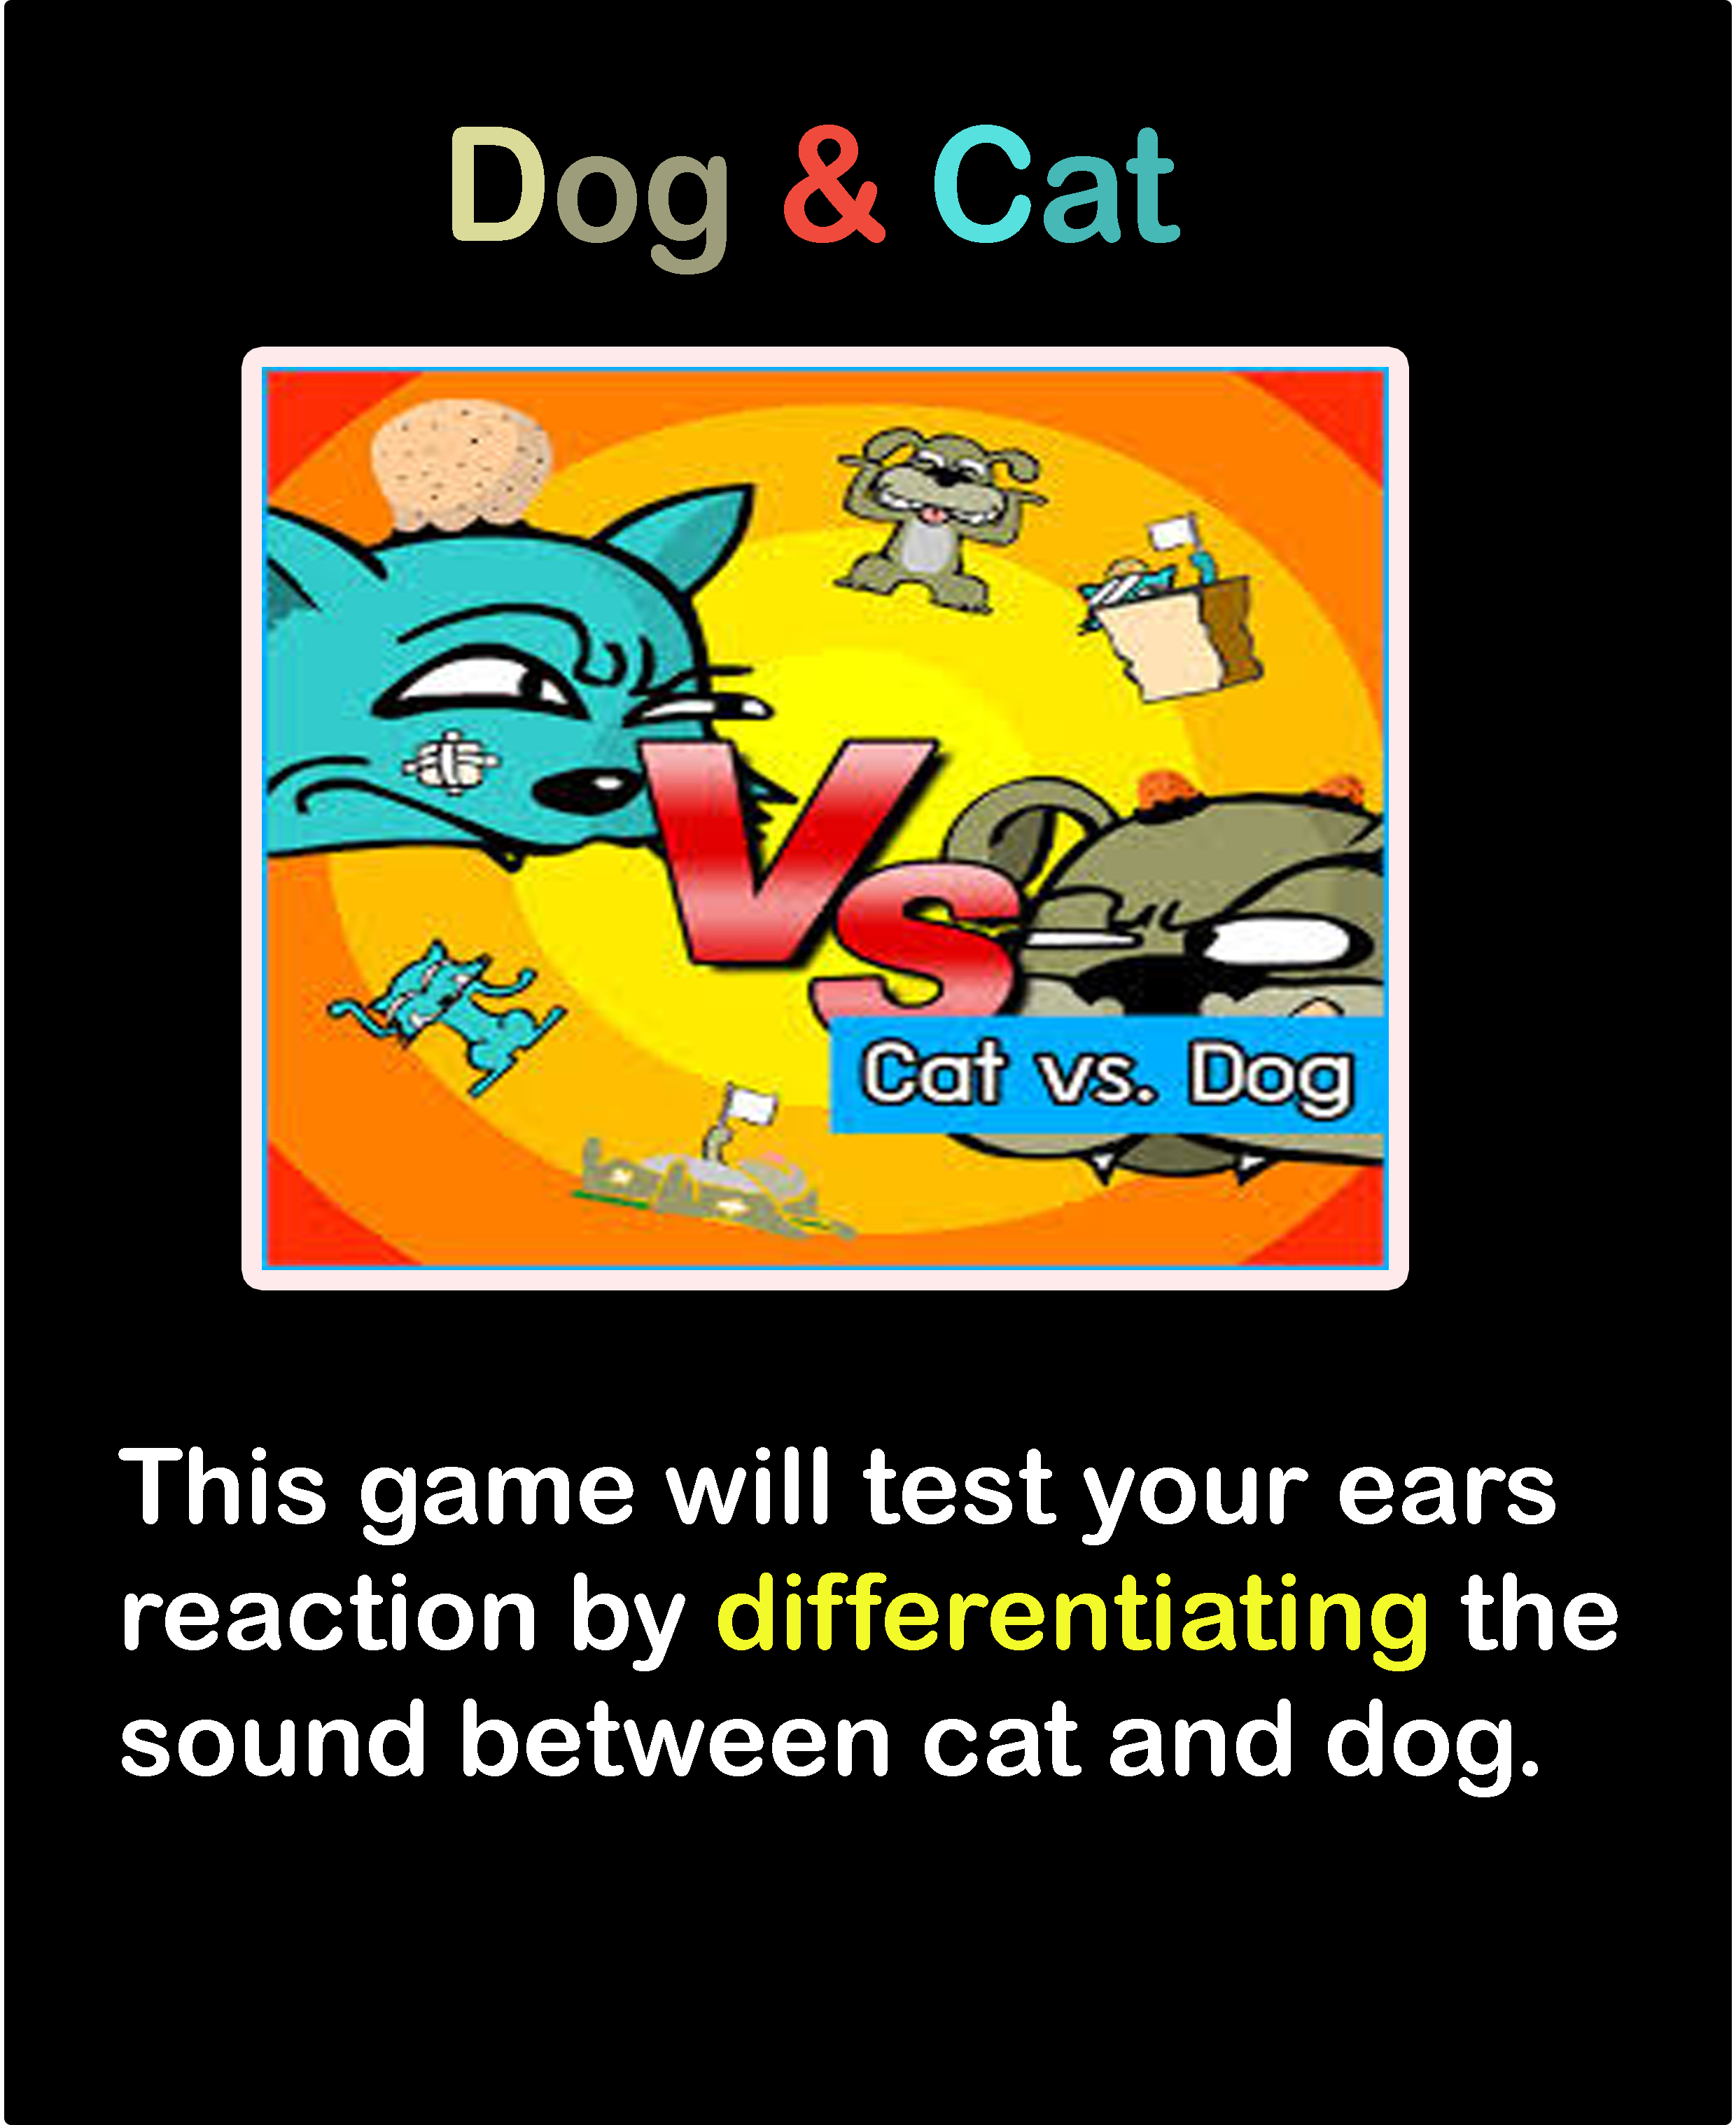 Dog & Cat
Vs
Cat vs. Dog
This game will test your ears
reaction by differentiating the
sound between cat and dog.